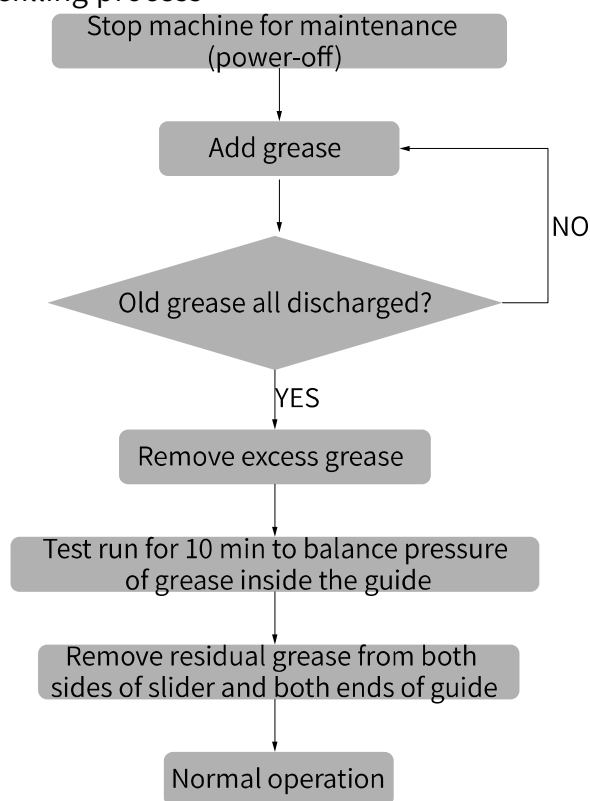 process
Stop machine for maintenance
(power-off)
Add grease
NO
Old grease all discharged?
YES
Remove excess grease
Test run for 10 min to balance pressure
of grease inside the guide
Remove residual grease from both
sides of slider and both ends of guide
Normal operation